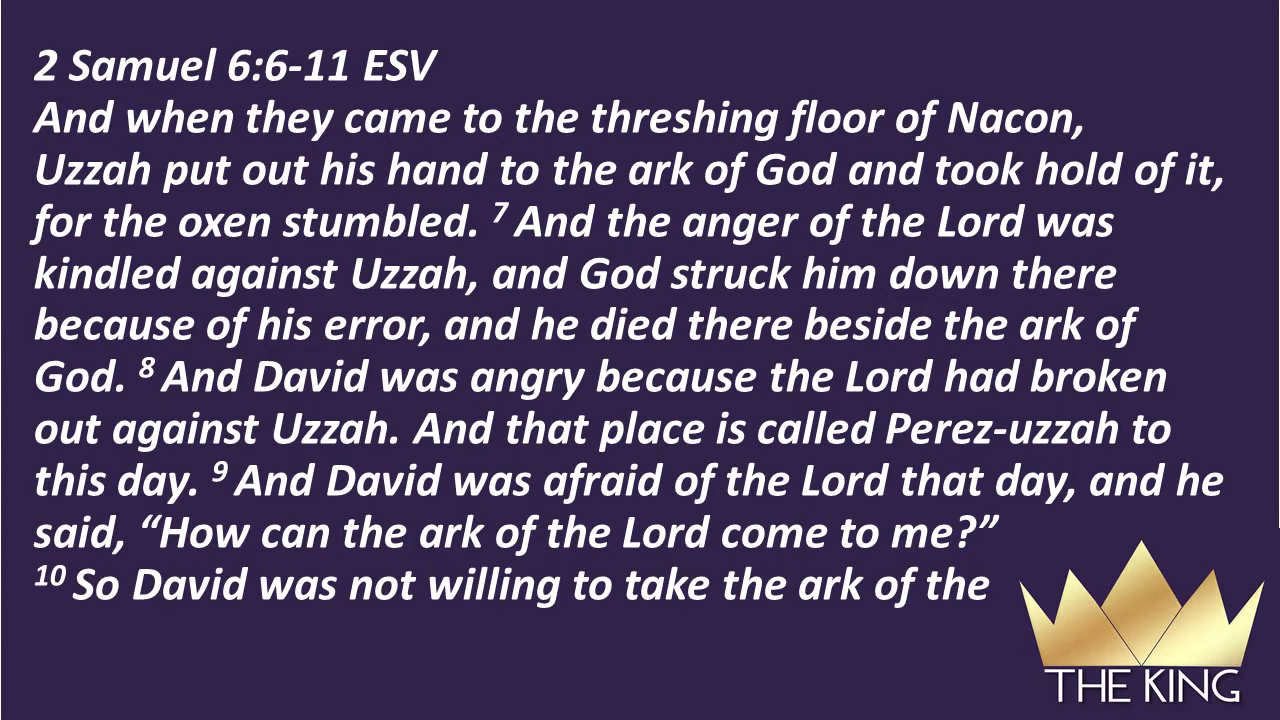 2 Samuel 6:6-11 ESV
And when they came to the threshing floor of Nacon,
Uzzah put out his hand to the ark of God and took hold of it,
for the oxen stumbled. ⁷ And the anger of the Lord was
kindled against Uzzah, and God struck him down there
because of his error, and he died there beside the ark of
God. ⁸ And David was angry because the Lord had broken
out against Uzzah. And that place is called Perez-uzzah to
this day. ⁹ And David was afraid of the Lord that day, and he
said, “How can the ark of the Lord come to me?”
¹⁰ So David was not willing to take the ark of the
THE KING